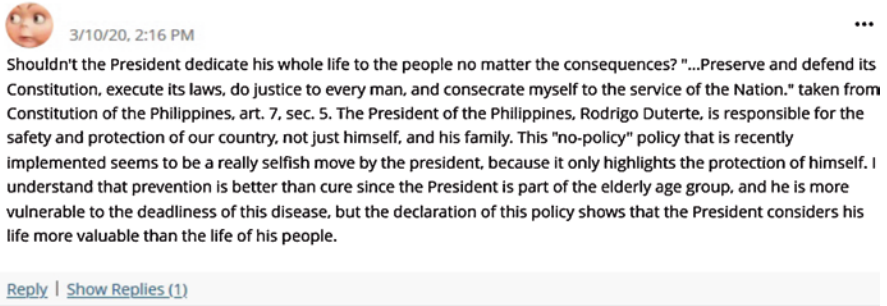 3/10/20, 2:16 PM
Shouldn't the President dedicate his whole life to the people no matter the consequences? "...Preserve and defend its
Constitution, execute its laws, do justice to every man, and consecrate myself to the service of the Nation." taken from
Constitution of the Philippines, art. 7, sec. 5. The President of the Philippines, Rodrigo Duterte, is responsible for the
safety and protection of our country, not just himself, and his family. This "no-policy" policy that is recently
implemented seems to be a really selfish move by the president, because it only highlights the protection of himself. I
understand that prevention is better than cure since the President is part of the elderly age group, and he is more
vulnerable to the deadliness of this disease, but the declaration of this policy shows that the President considers his
life more valuable than the life of his people.
Reply | Show Replies (1)